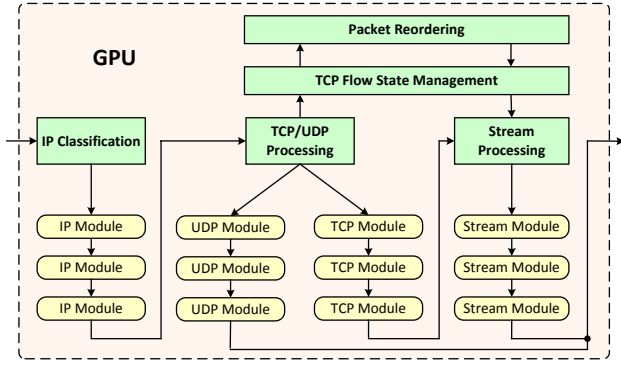 Packet Reordering
GPU
TCP Flow State Management
IP Classification
TCP/UDP
Processing
Stream
Processing
IP Module
UDP Module
TCP Module
Stream Module
IP Module
UDP Module
TCP Module
Stream Module
IP Module
UDP Module
TCP Module
Stream Module